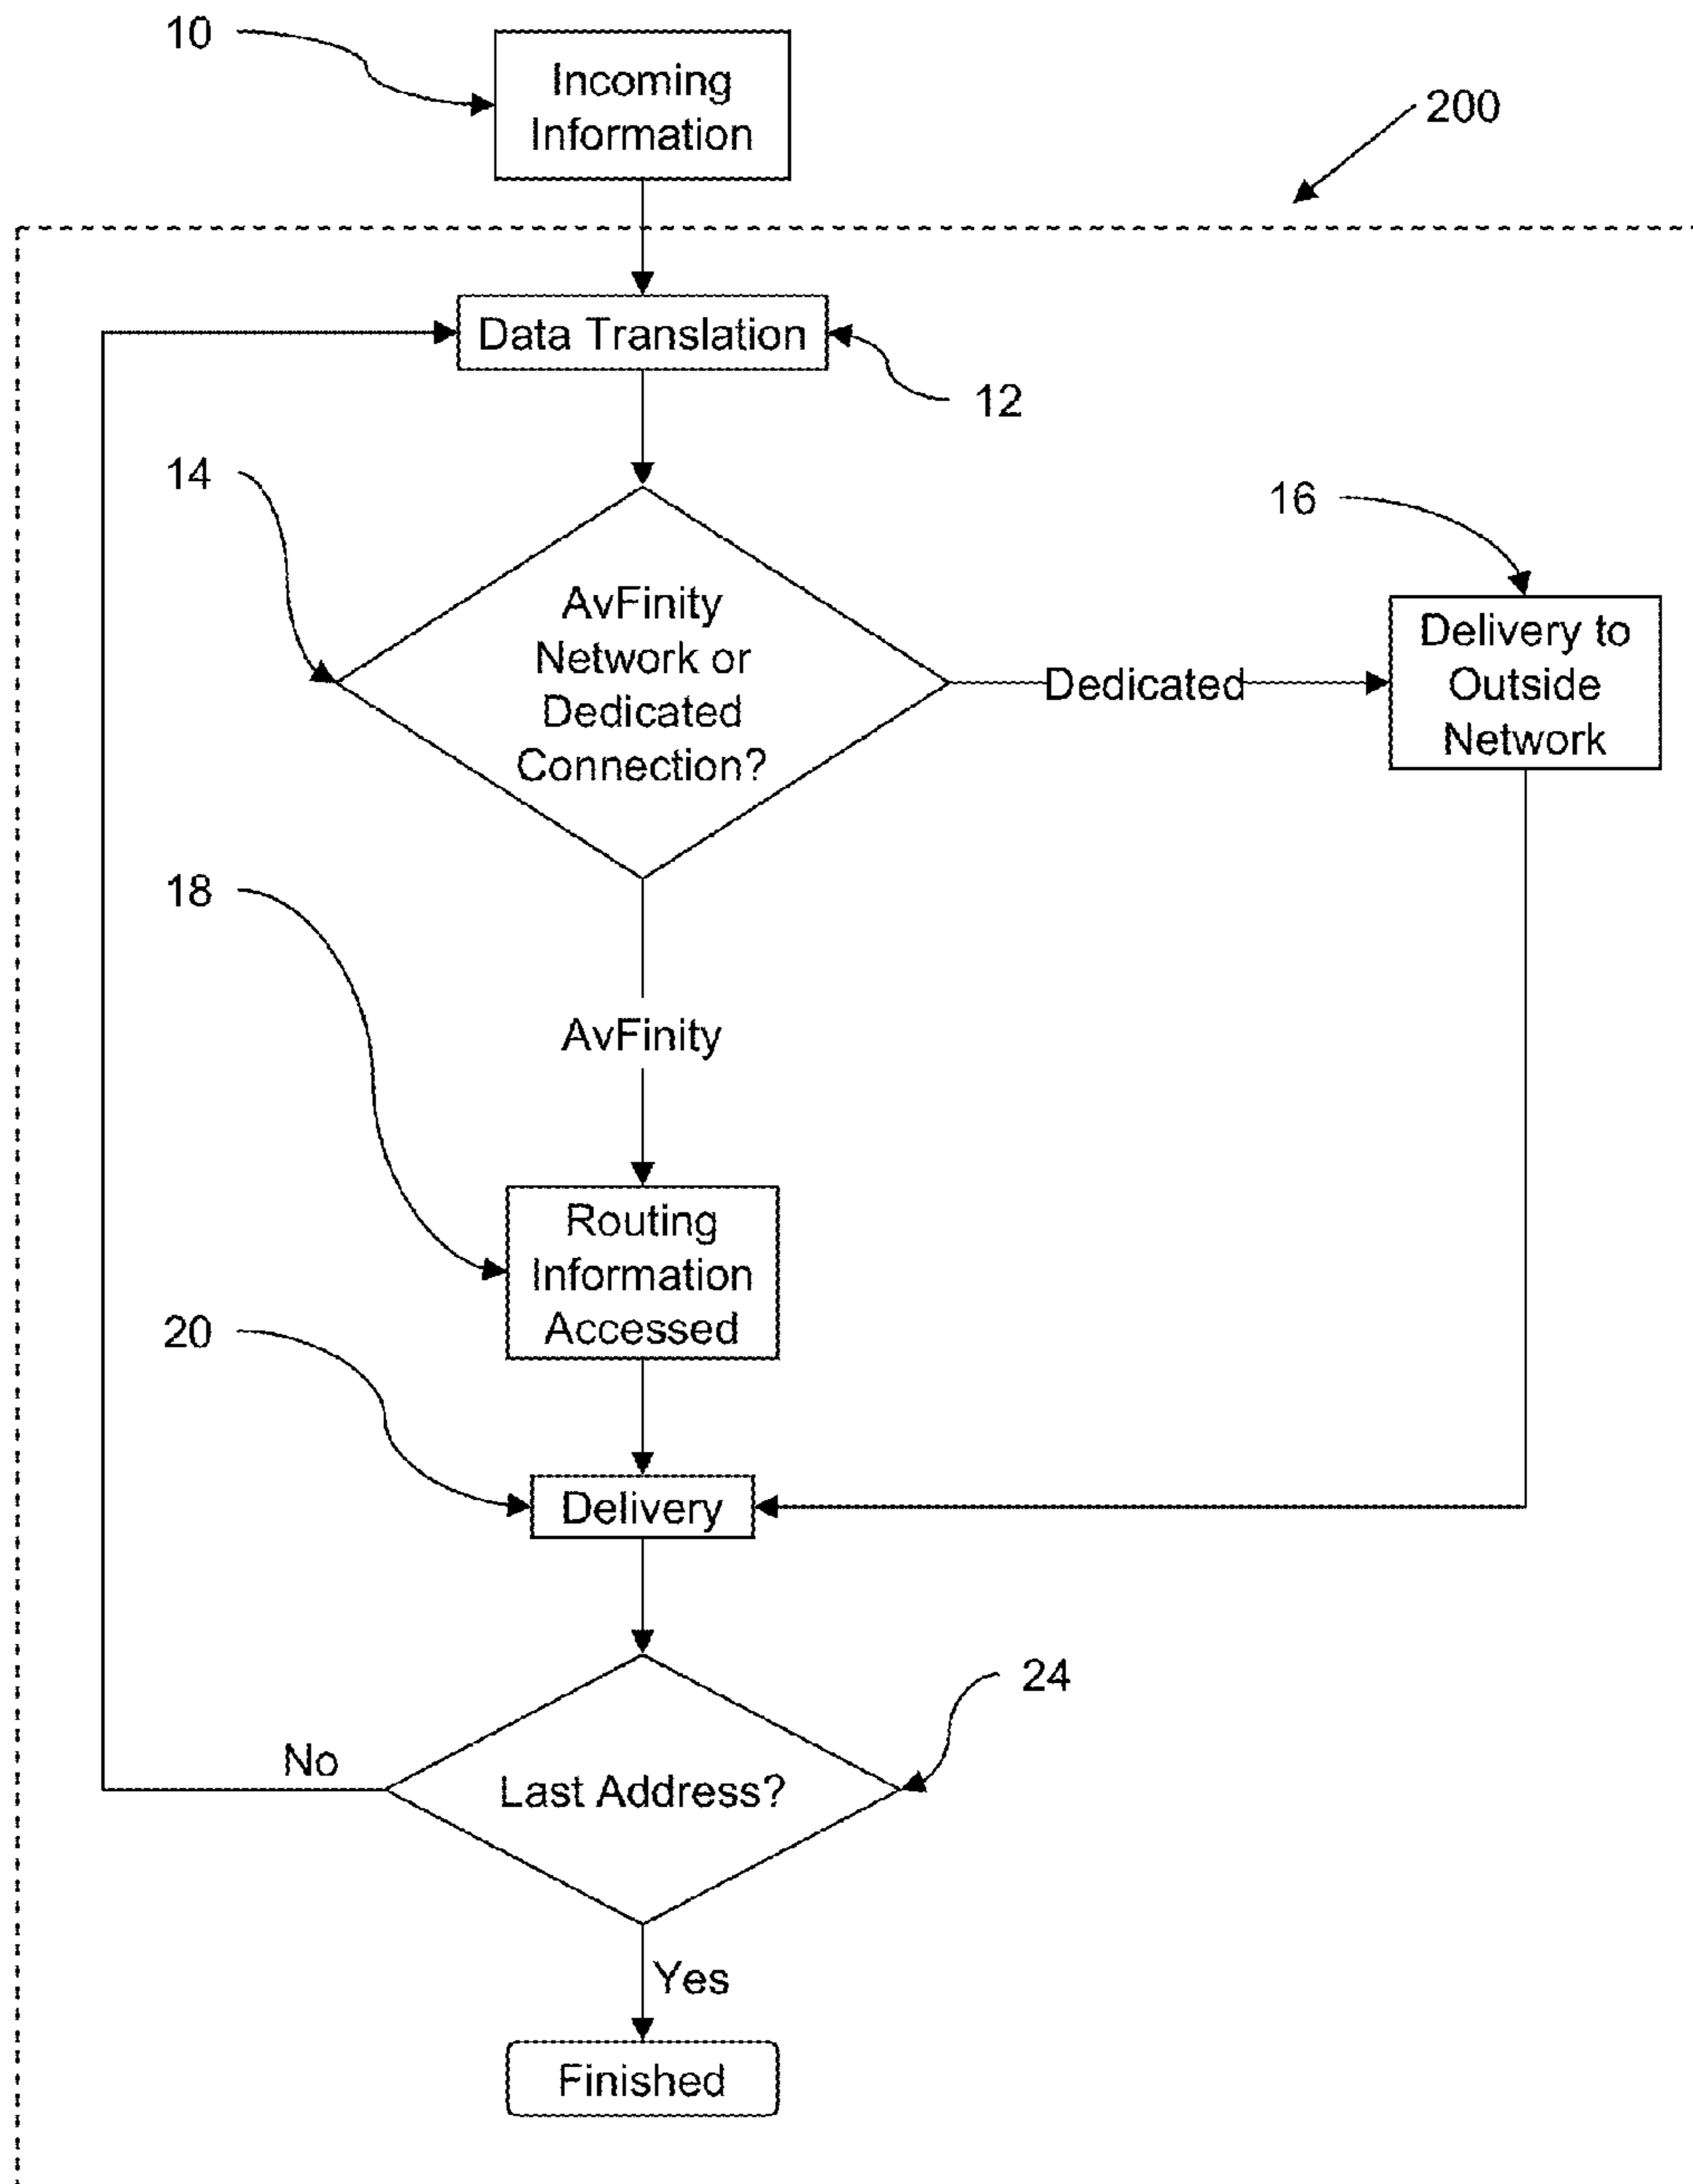 10
Incoming
Information
200
Data Translation
12
14
AvFinity
Network or
Dedicated
Connection?
Dedicated
16
Delivery to
Outside
Network
18
AvFinity
Routing
Information
Accessed
20
Delivery
24
No
Last Address?
Yes
Finished